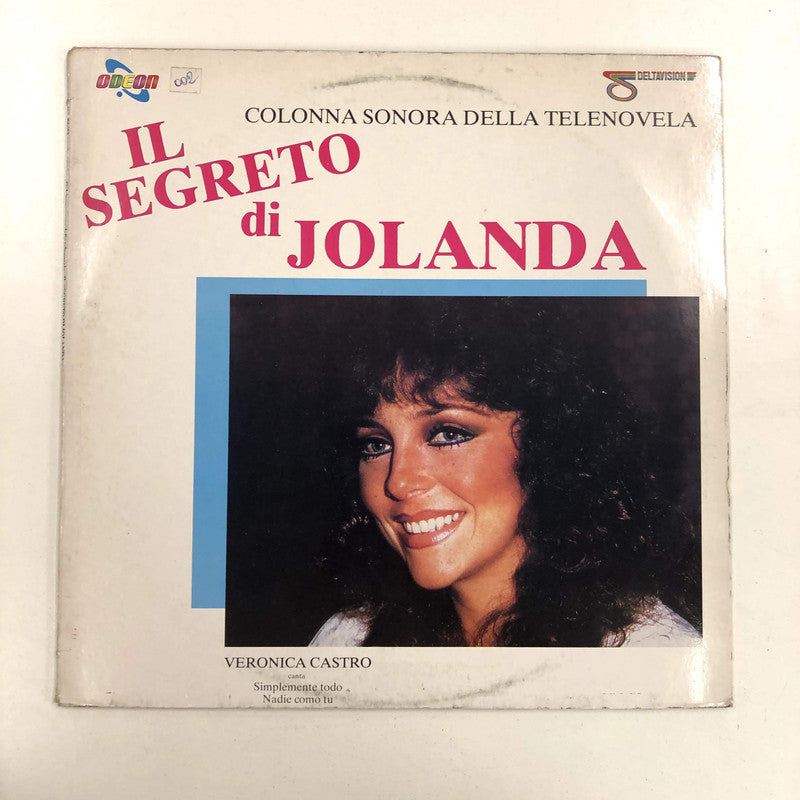 ODEON
002
DELTAVISION
COLONNA SONORA DELLA TELENOVELA
IL
SEGRETO
di JOLANDA
VERONICA CASTRO
canta
Simplemente todo
Nadie como tu